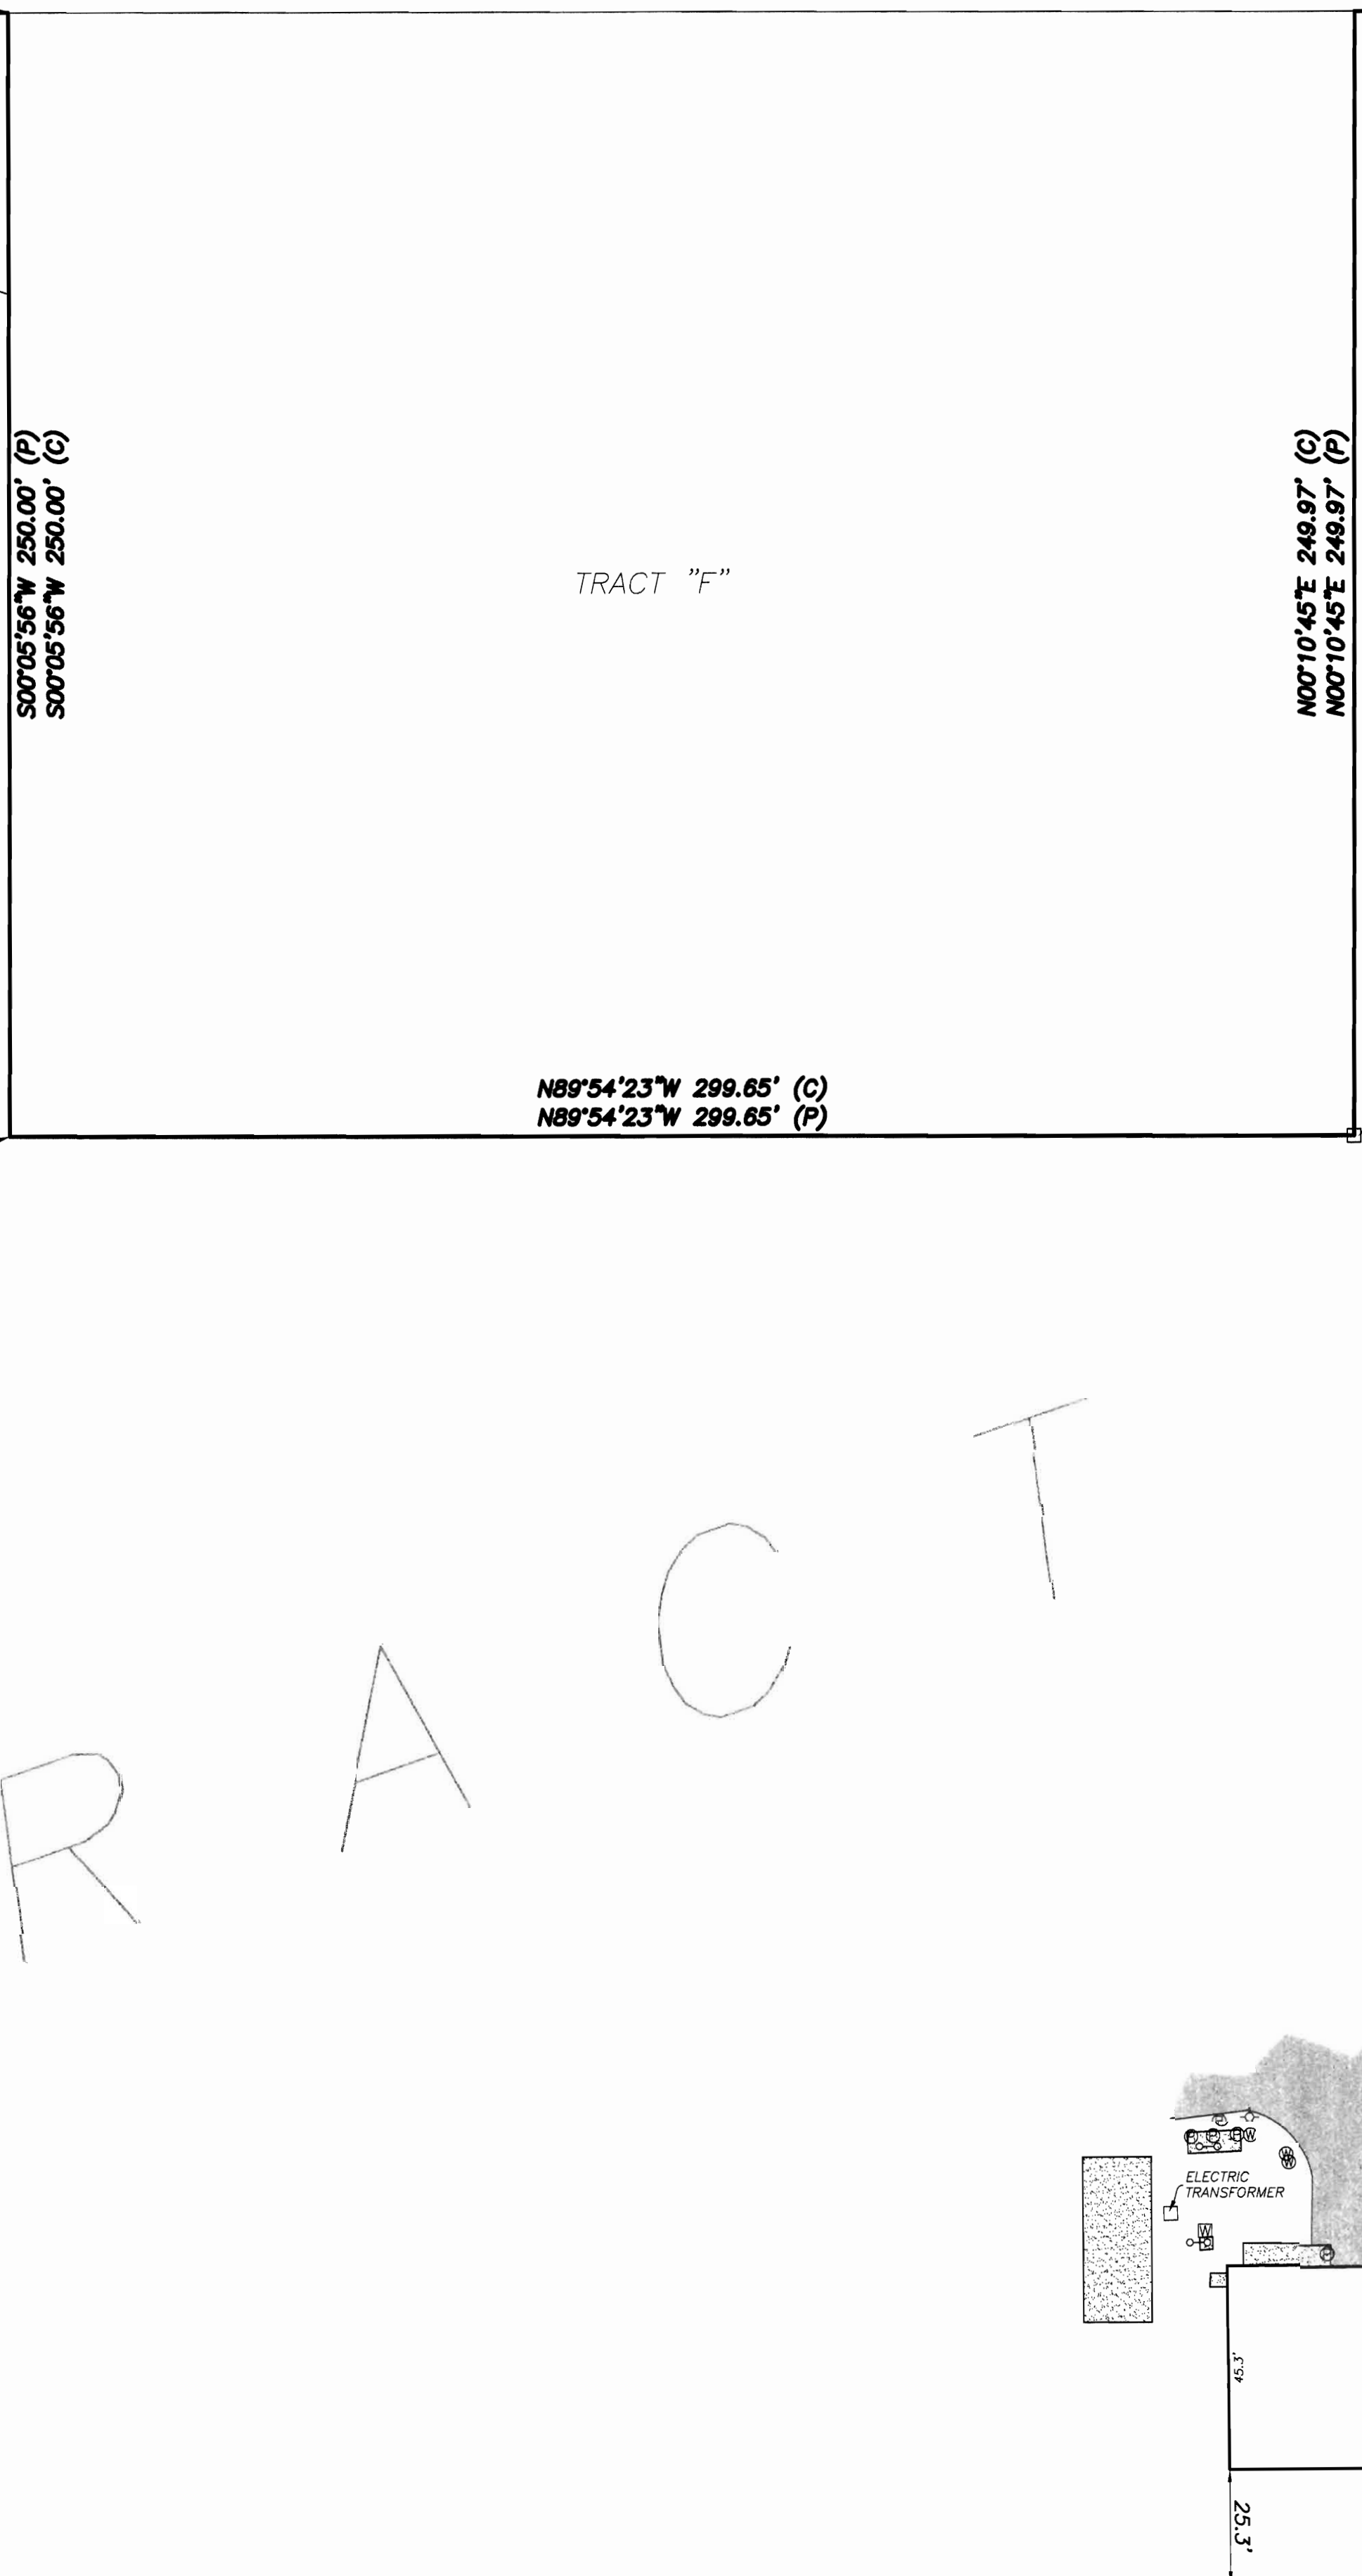 S00°05'56"W 250.00' (P)
S00°05'56"W 250.00' (C)
TRACT "F"
N00°10'45"E 249.97' (C)
N00°10'45"E 249.97' (P)
N89°54'23"W 299.65' (C)
N89°54'23"W 299.65' (P)
R A C T
W
W
W
ELECTRIC
TRANSFORMER
W
45.3'
25.3'